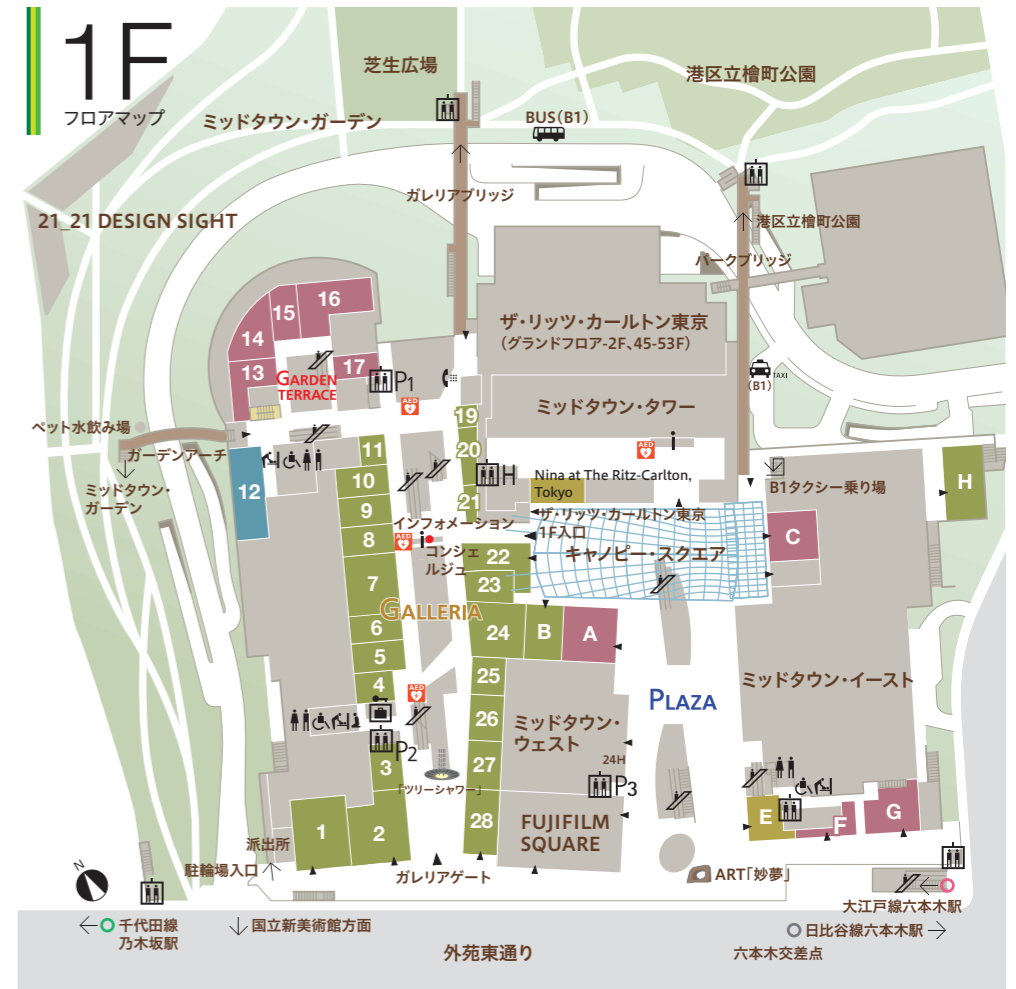 1F
フロアマップ
芝生広場
港区立檜町公園
ミッドタウン・ガーデン
BUS(B1)
ガレリアブリッジ
21_21 DESIGN SIGHT
港区立檜町公園
パークブリッジ
ザ・リッツ・カールトン東京
(グランドフロア-2F、45-53F)
16
15
14
13
17
GARDEN
TERRACE
P1
AED
TAXI
(B1)
ミッドタウン・タワー
ペット水飲み場
ガーデンアーチ
ミッドタウン・
ガーデン
19
20
21
H
AED
i
Nina at The Ritz-Carlton,
Tokyo
B1タクシー乗り場
H
11
10
9
8
7
6
5
4
12
インフォメーション
AED
i
コンシェ
ルジュ
ザ・リッツ・カールトン東京
1F入口
キャノピー・スクエア
C
22
23
GALLERIA
24
B
A
25
26
27
28
AED
PLAZA
ミッドタウン・イースト
ミッドタウン・
ウェスト
24H
P3
P2
3
「ツリーシャワー」
1
2
FUJIFILM
SQUARE
E
F
G
派出所
駐輪場入口
ガレリアゲート
ART「妙夢」
N
大江戸線六本木駅
千代田線
乃木坂駅
国立新美術館方面
外苑東通り
日比谷線六本木駅
六本木交差点